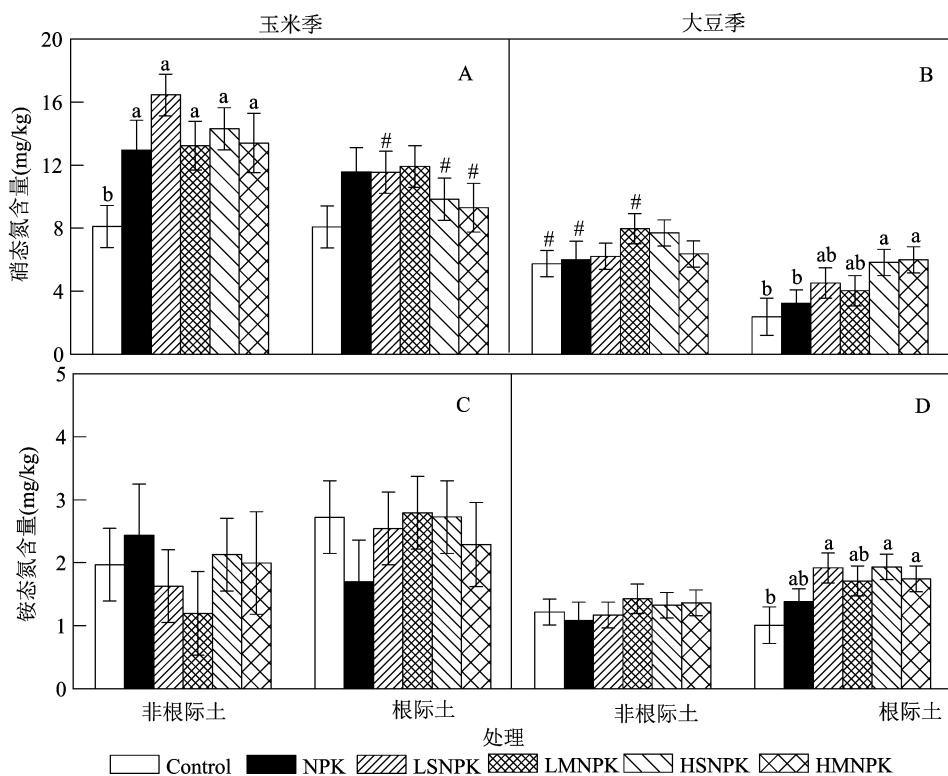 玉米季 大豆季
硝态氮含量(mg/kg)
20
16
12
8
4
0
A
b a a a a a
# # #
B
# # #
b b ab ab a a
铵态氮含量(mg/kg)
5
4
3
2
1
0
C
D
b ab a ab a a
非根际土 根际土 非根际土 根际土
处理
Control NPK LSNPK LMNPK HSNPK HMNPK